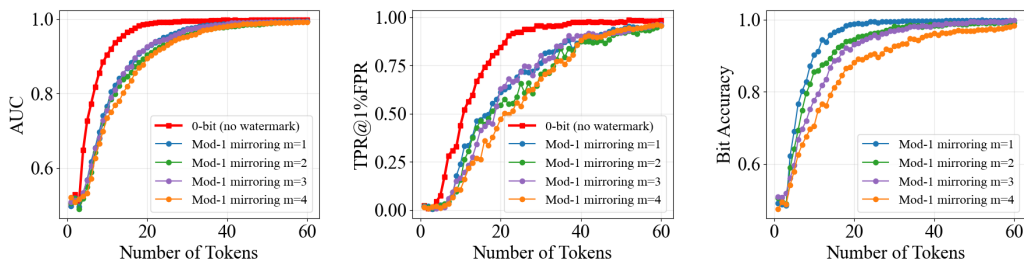 AUC
1.0
0.8
0.6
0 20 40 60
Number of Tokens
0-bit (no watermark)
Mod-1 mirroring m=1
Mod-1 mirroring m=2
Mod-1 mirroring m=3
Mod-1 mirroring m=4
TPR@1%FPR
1.00
0.75
0.50
0.25
0.00
0 20 40 60
Number of Tokens
0-bit (no watermark)
Mod-1 mirroring m=1
Mod-1 mirroring m=2
Mod-1 mirroring m=3
Mod-1 mirroring m=4
Bit Accuracy
1.0
0.8
0.6
0 20 40 60
Number of Tokens
Mod-1 mirroring m=1
Mod-1 mirroring m=2
Mod-1 mirroring m=3
Mod-1 mirroring m=4